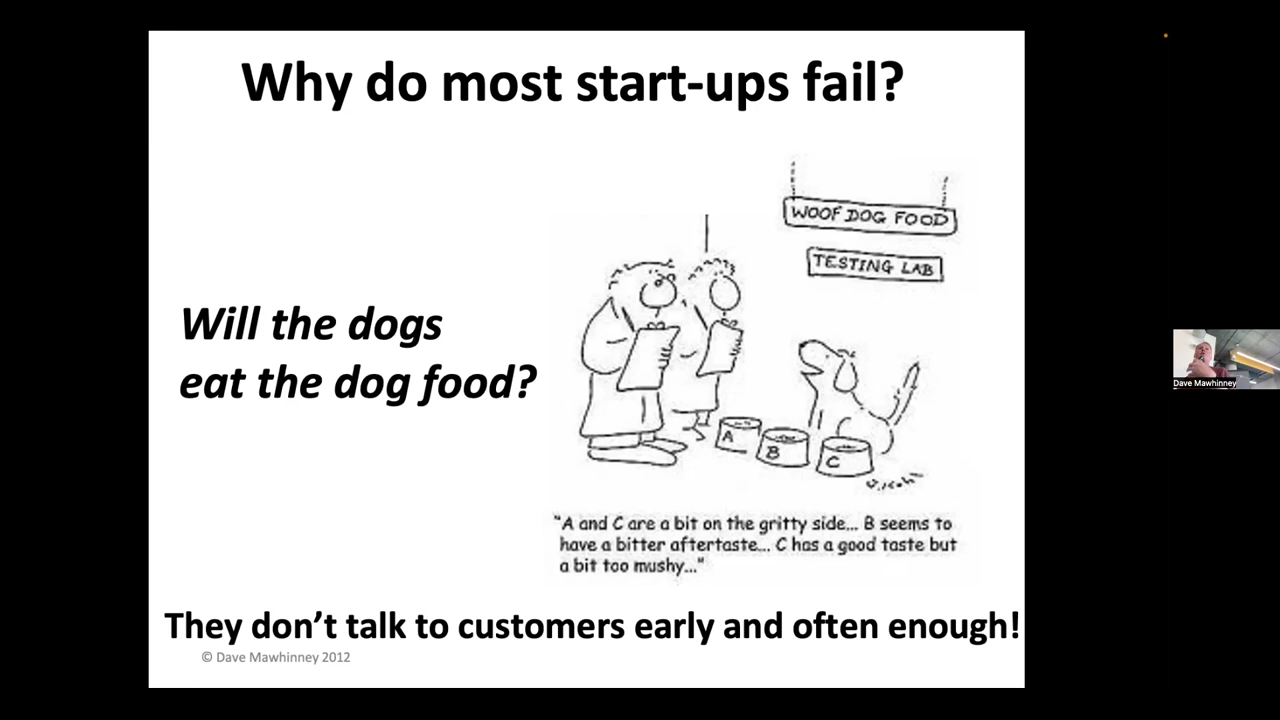 Why do most start-ups fail?
WOOF DOG FOOD
TESTING LAB
Will the dogs
eat the dog food?
A
B
C
"A and C are a bit on the gritty side... B seems to
have a bitter aftertaste... C has a good taste but
a bit too mushy..."
They don't talk to customers early and often enough!
© Dave Mawhinney 2012
Dave Mawhinney